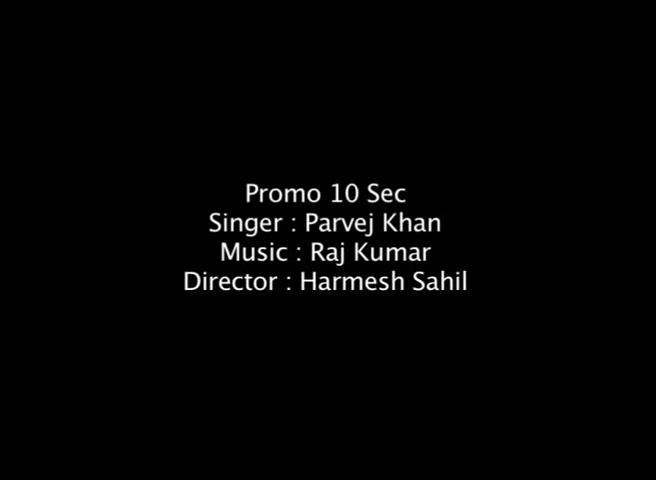 Promo 10 Sec
Singer : Parvej Khan
Music : Raj Kumar
Director : Harmesh Sahil